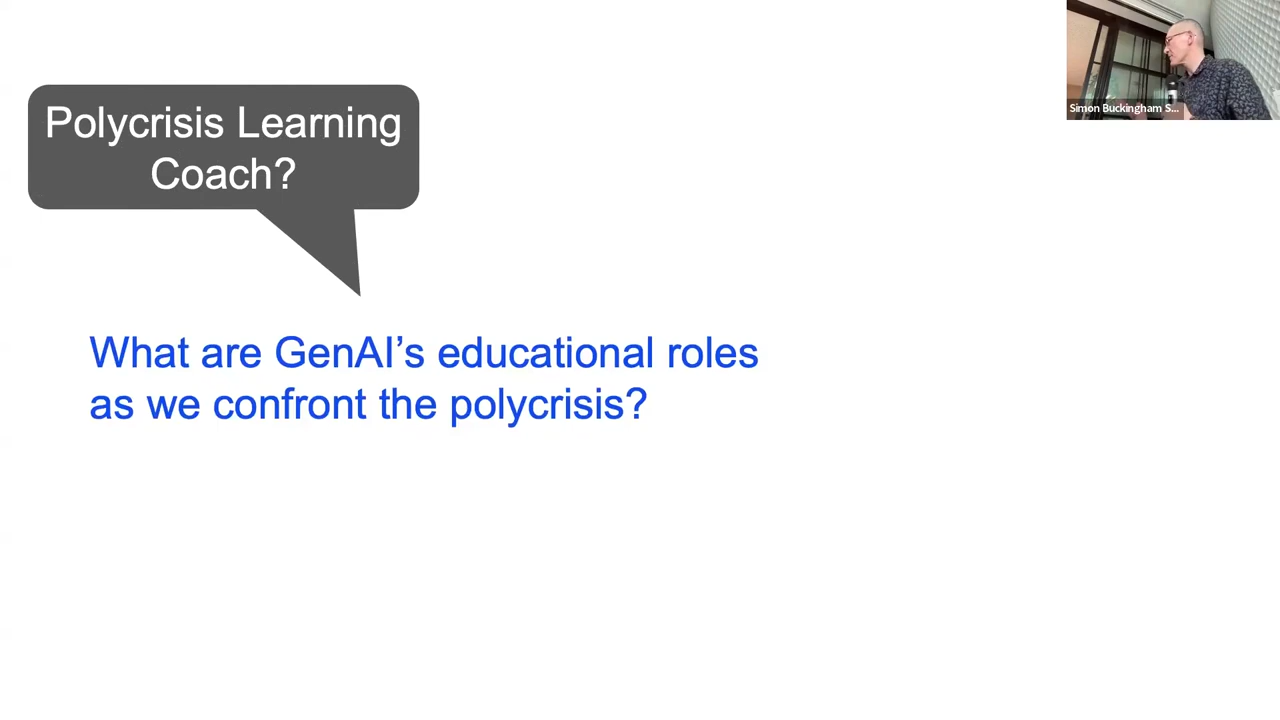 Polycrisis Learning
Coach?
Simon Buckingham S...
What are GenAI’s educational roles
as we confront the polycrisis?